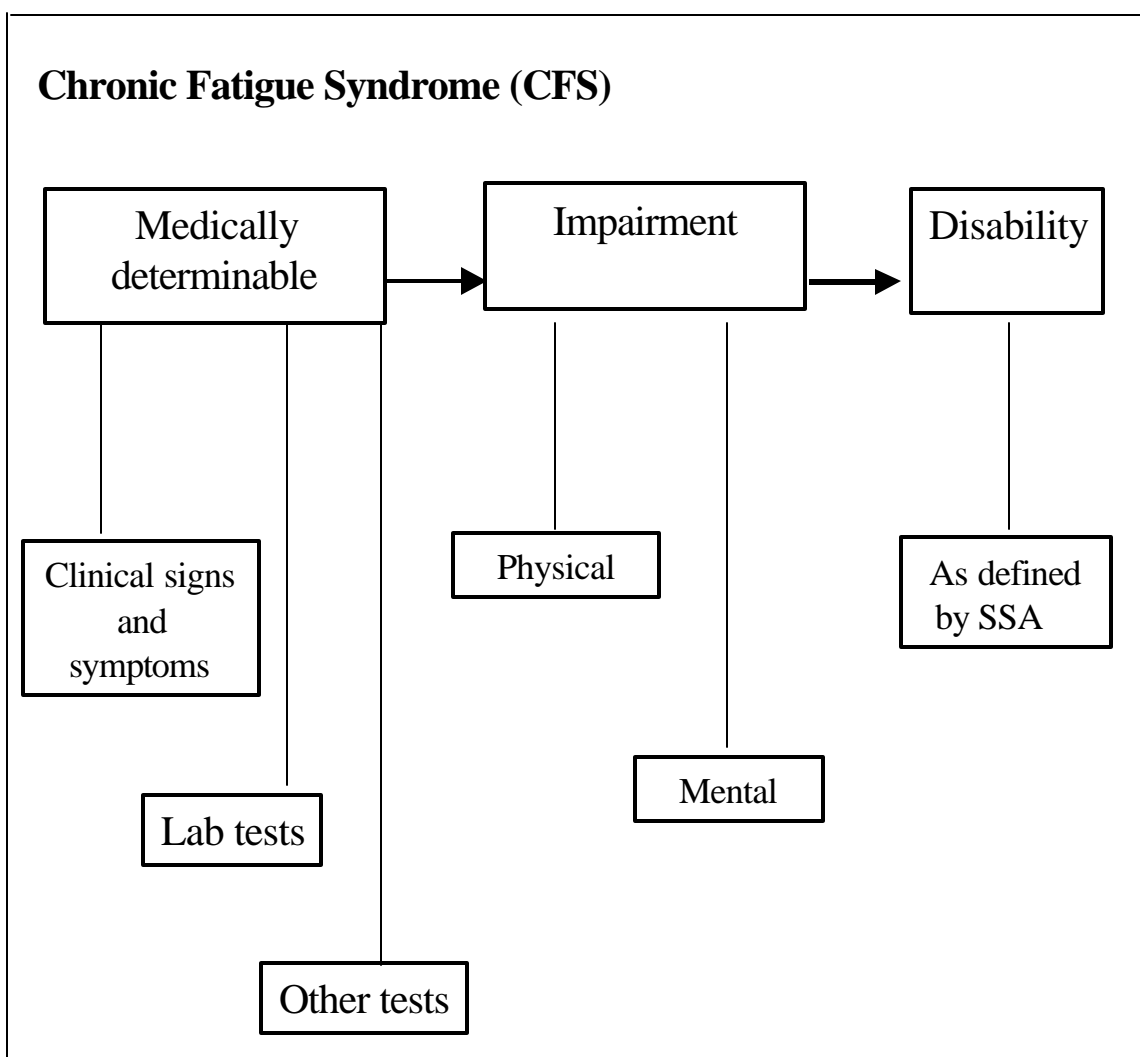 Chronic Fatigue Syndrome (CFS)
Medically
determinable
Impairment
Disability
Clinical signs
and
symptoms
Physical
As defined
by SSA
Mental
Lab tests
Other tests